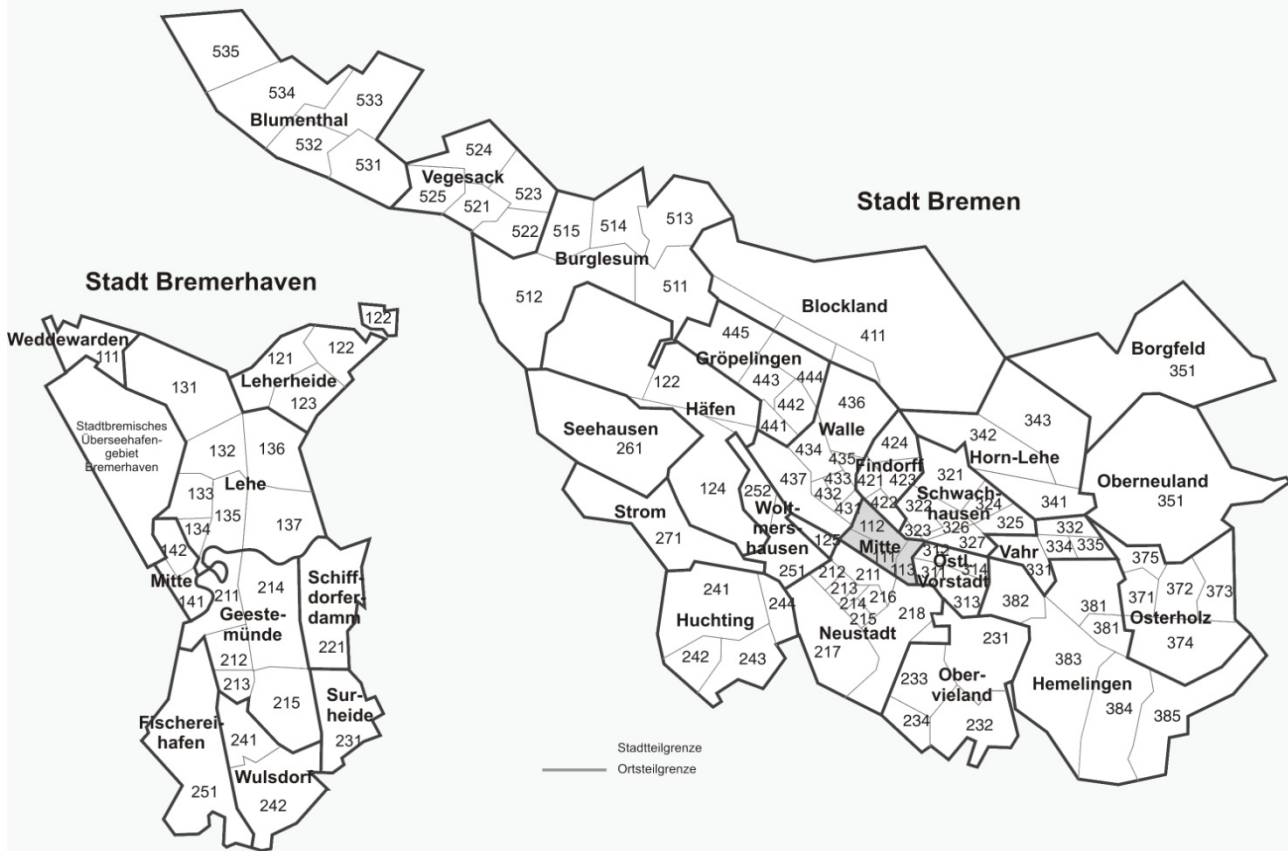 535
534
533
Blumenthal
532
531
524
Vegesack
525
523
521
522
515
514
513
Burglesum
512
511
Stadt Bremen
Stadt Bremerhaven
Blockland
411
Borgfeld
351
Weddewarden
111
122
121
122
Leherheide
123
131
Stadtbremisches
Überseehafen-
gebiet
Bremerhaven
132
136
Lehe
133
135
134
137
142
Mitte
141
211
214
Geeste-
münde
212
213
215
Schiff-
dorfer-
damm
221
Sur-
heide
231
Fischerei-
hafen
251
241
Wulsdorf
242
445
Gröpelingen
443
444
442
441
122
Häfen
Seehausen
261
124
252
Strom
271
Wolt-
mers-
hausen
251
125
436
Walle
434
435
433
437
432
431
424
Findorff
421
423
422
343
342
Horn-Lehe
341
321
Schwach-
hausen
324
322
326
325
323
327
Oberneuland
351
332
334
335
Vahr
331
112
Mitte
111
113
312
Östl.
311
314
Vorstadt
313
375
371
372
373
Osterholz
374
241
244
Huchting
242
243
212
211
213
216
214
215
218
Neustadt
217
231
233
Ober-
vieland
234
232
382
381
381
383
Hemelingen
384
385
Stadtteilgrenze
Ortsteilgrenze